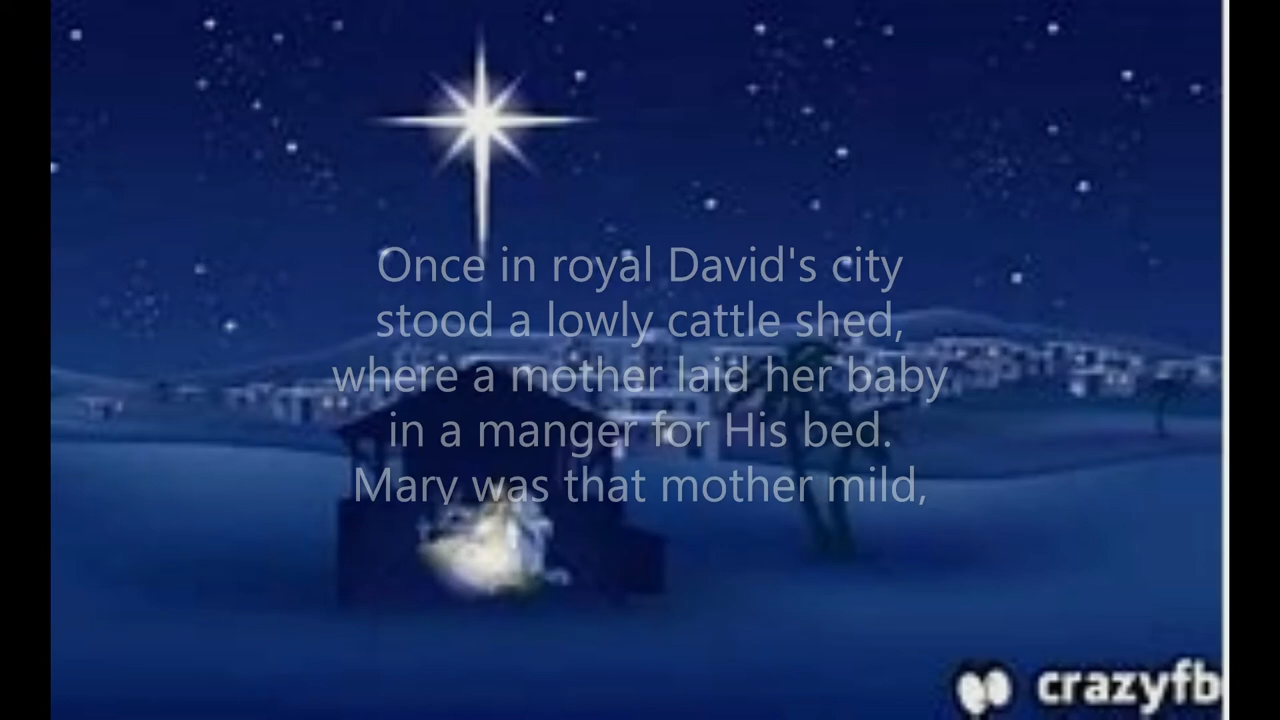 Once in royal David's city
stood a lowly cattle shed,
where a mother laid her baby
in a manger for His bed.
Mary was that mother mild,
crazyfb